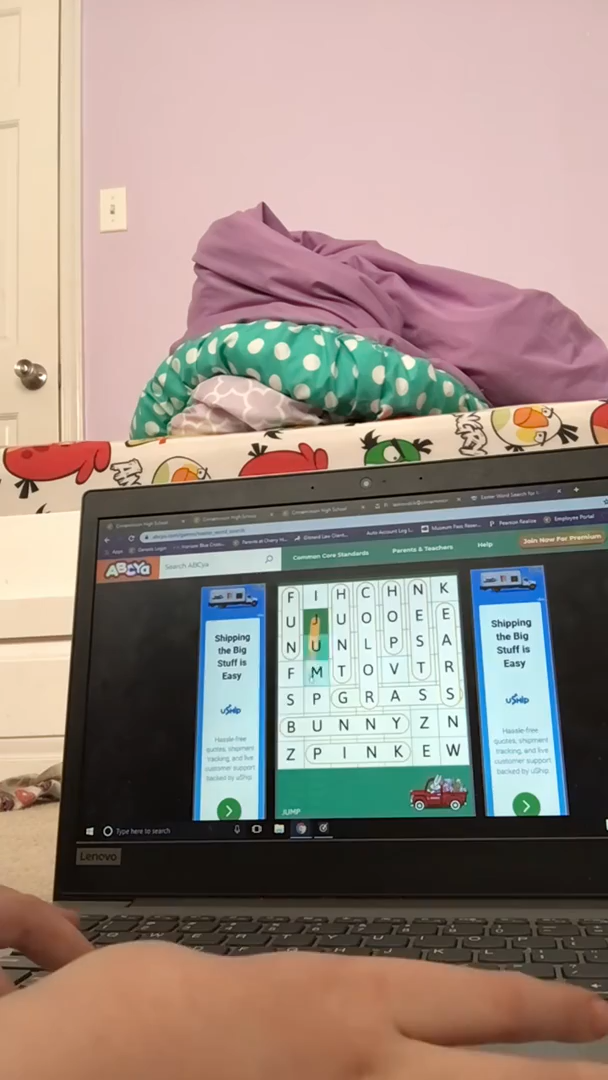 ABCYa
Search ABCya
Common Core Standards
Parents & Teachers
Help
Join Now For Premium
Shipping
the Big
Stuff is
Easy
uShip
Hassle-free
quotes, shipment
tracking, and live
customer support
backed by uShip.
F I H C H N K
U J U O O E E
N U N L P S A
F M T O V T R
S P G R A S S
B U N N Y Z N
Z P I N K E W
JUMP
Shipping
the Big
Stuff is
Easy
uShip
Hassle-free
quotes, shipment
tracking, and live
customer support
backed by uShip.
Type here to search
Lenovo